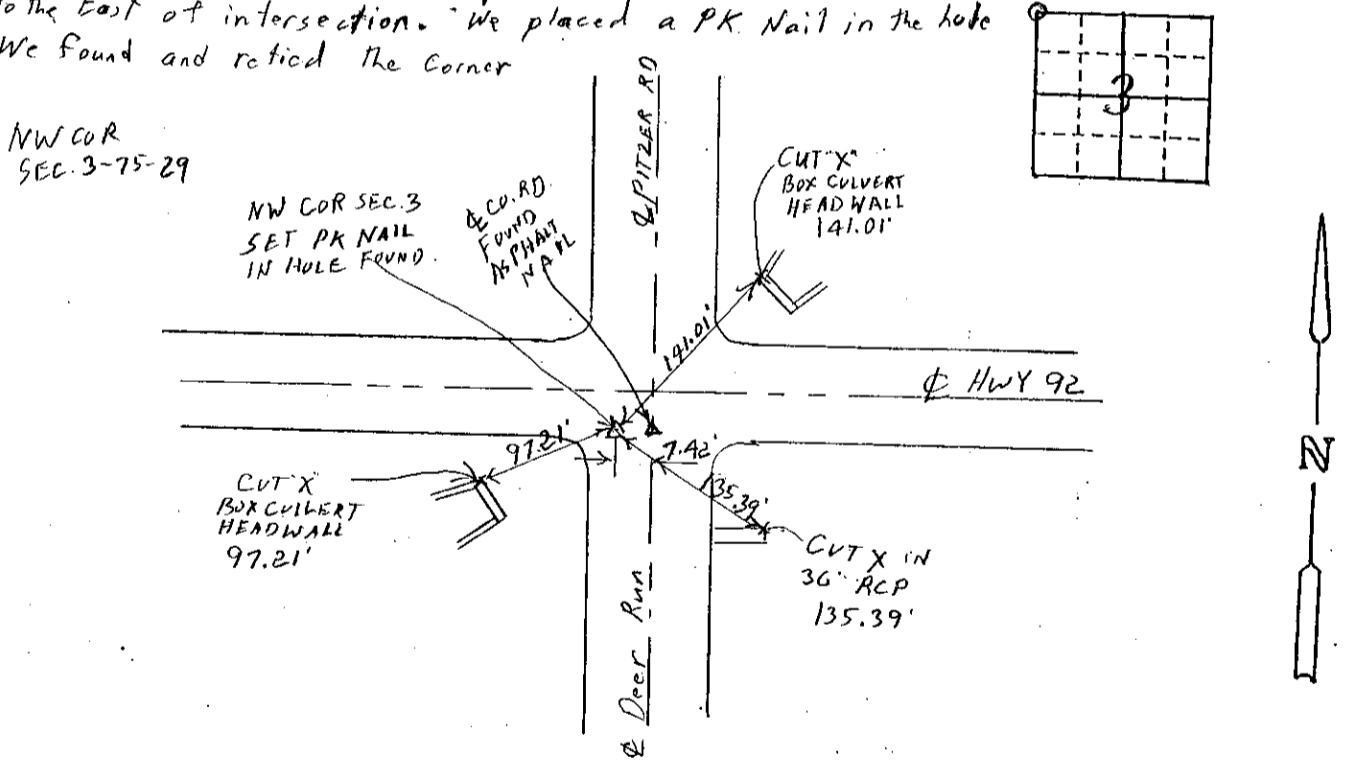 to the East of intersection. We placed a PK Nail in the hole
We found and retied the Corner
3
NW COR
SEC. 3-75-29
NW COR SEC. 3
SET PK NAIL
IN HOLE FOUND.
℄ CO. RD.
FOUND
ASPHALT
NAIL
℄ PITZER RD
CUT "X"
BOX CULVERT
HEADWALL
141.01'
141.01'
℄ HWY 92
97.21'
7.42'
135.39'
CUT "X"
BOX CULVERT
HEADWALL
97.21'
CUT X IN
36" RCP
135.39'
℄ Deer Run
N